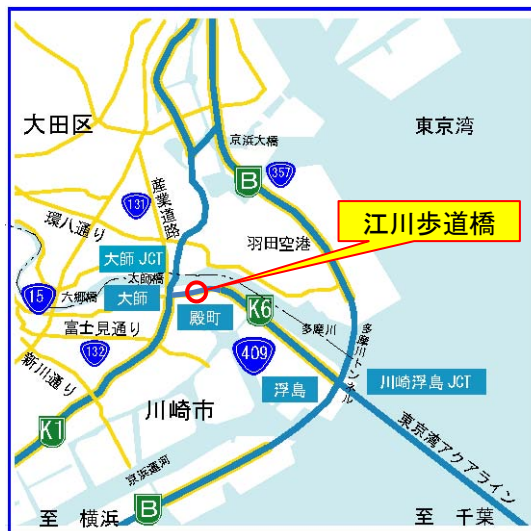 大田区
東京湾
京浜大橋
357
B
産業道路
131
環八通り
羽田空港
江川歩道橋
大師 JCT
大師橋
15
六郷橋
大師
殿町
K6
多摩川
多摩川トンネル
富士見通り
132
409
新川通り
浮島
川崎浮島 JCT
川崎市
K1
東京湾アクアライン
京浜運河
B
至 横浜
至 千葉